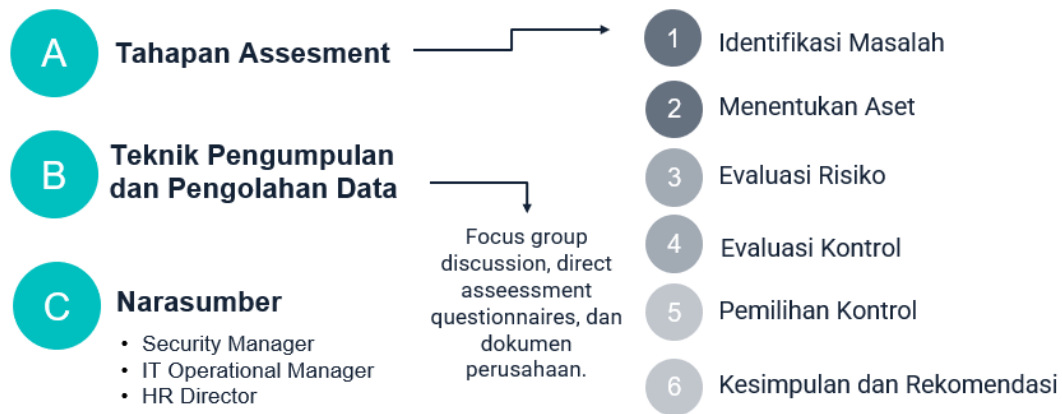 A
Tahapan Assesment
B
Teknik Pengumpulan
dan Pengolahan Data
Focus group
discussion, direct
asseessment
questionnaires, dan
dokumen
perusahaan.
C
Narasumber
• Security Manager
• IT Operational Manager
• HR Director
1 Identifikasi Masalah
2 Menentukan Aset
3 Evaluasi Risiko
4 Evaluasi Kontrol
5 Pemilihan Kontrol
6 Kesimpulan dan Rekomendasi